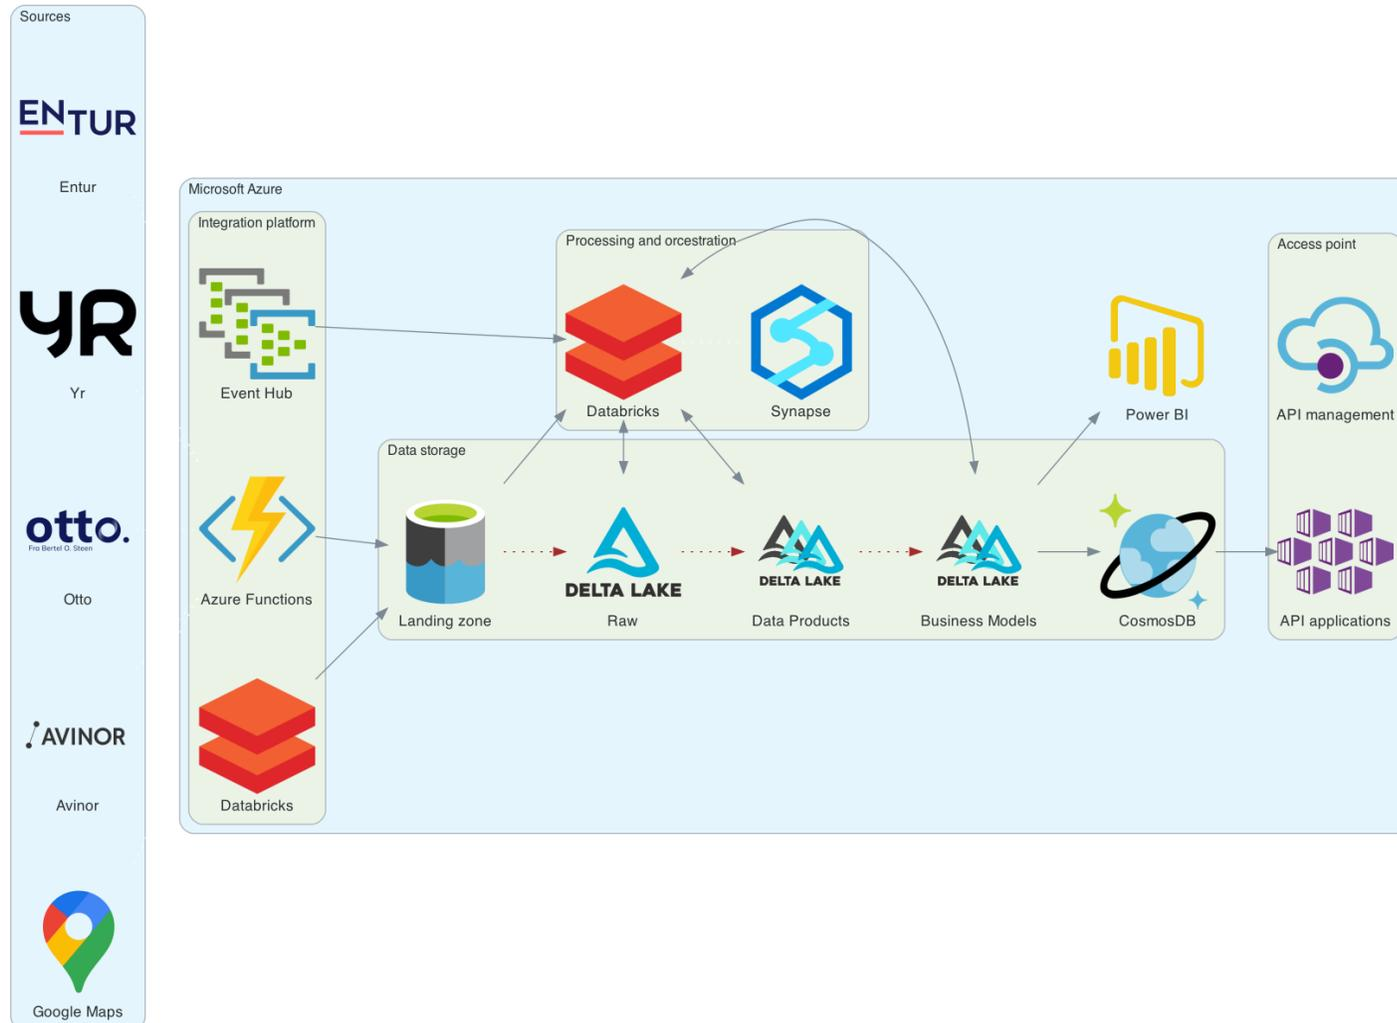 Sources
ENTUR
Entur
YR
Yr
otto.
Fra Bertel O. Steen
Otto
AVINOR
Avinor
Google Maps
Microsoft Azure
Integration platform
Event Hub
Azure Functions
Databricks
Processing and orcestration
Databricks
Synapse
Data storage
Landing zone
DELTA LAKE
Raw
DELTA LAKE
Data Products
DELTA LAKE
Business Models
CosmosDB
Power BI
Access point
API management
API applications